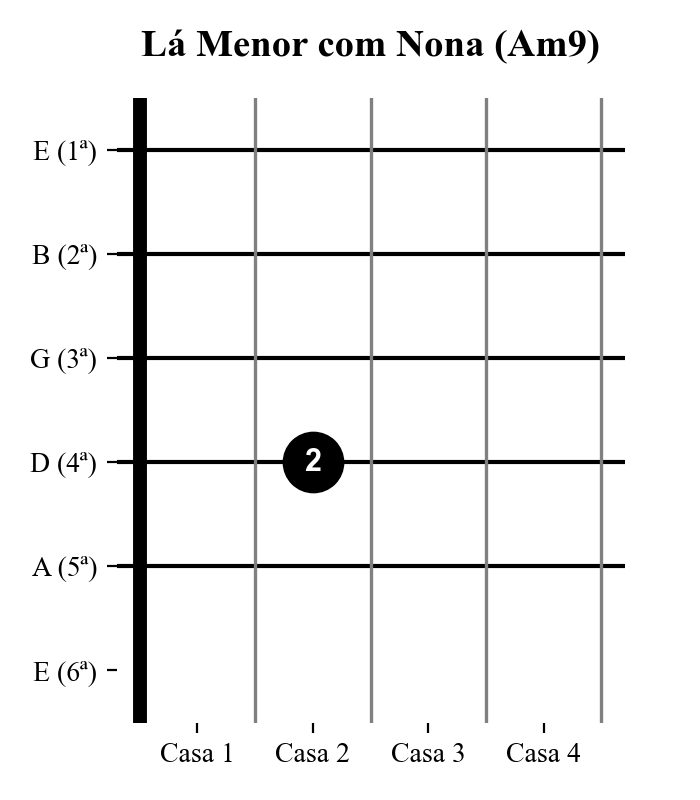 Lá Menor com Nona (Am9)
E (1ª)
B (2ª)
G (3ª)
D (4ª)
2
A (5ª)
E (6ª)
Casa 1
Casa 2
Casa 3
Casa 4